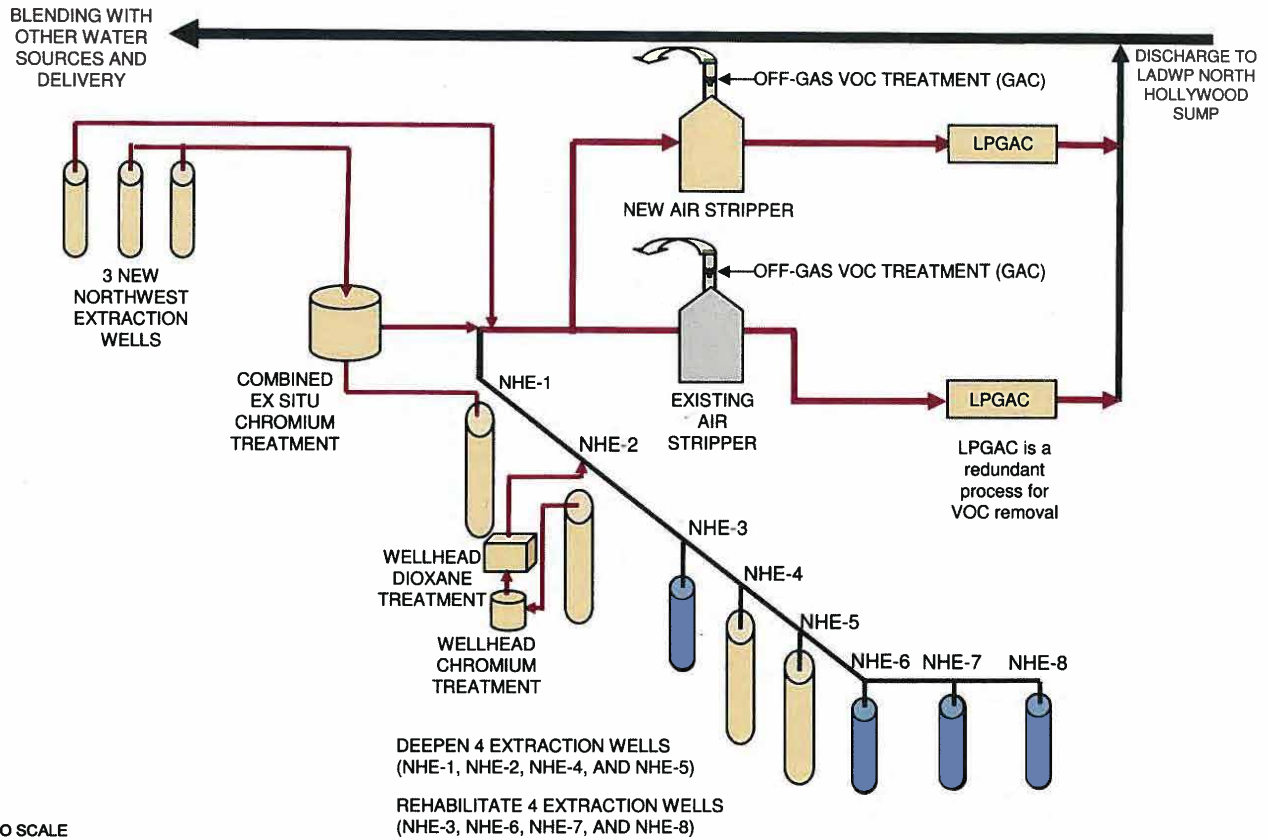 BLENDING WITH
OTHER WATER
SOURCES AND
DELIVERY
DISCHARGE TO
LADWP NORTH
HOLLYWOOD
SUMP
OFF-GAS VOC TREATMENT (GAC)
LPGAC
NEW AIR STRIPPER
3 NEW
NORTHWEST
EXTRACTION
WELLS
OFF-GAS VOC TREATMENT (GAC)
COMBINED
EX SITU
CHROMIUM
TREATMENT
NHE-1
EXISTING
AIR
STRIPPER
LPGAC
LPGAC is a
redundant
process for
VOC removal
NHE-2
NHE-3
WELLHEAD
DIOXANE
TREATMENT
NHE-4
NHE-5
WELLHEAD
CHROMIUM
TREATMENT
NHE-6 NHE-7 NHE-8
DEEPEN 4 EXTRACTION WELLS
(NHE-1, NHE-2, NHE-4, AND NHE-5)
REHABILITATE 4 EXTRACTION WELLS
(NHE-3, NHE-6, NHE-7, AND NHE-8)
O SCALE